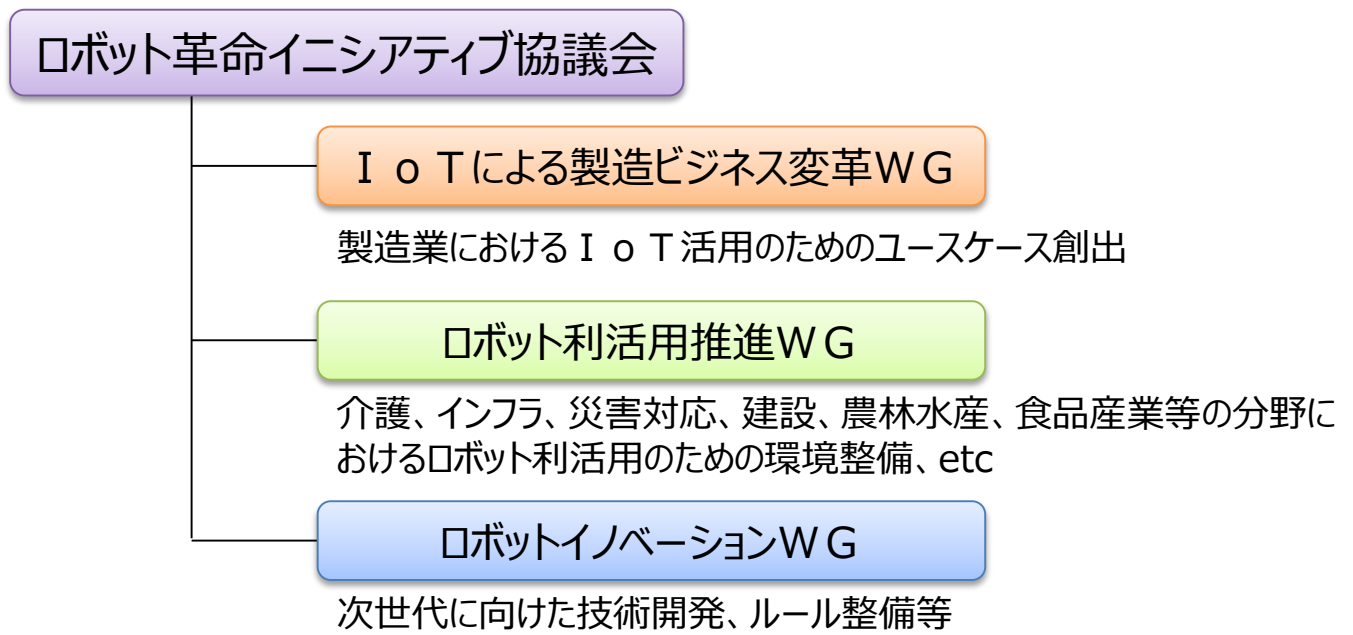 ロボット革命イニシアティブ協議会
ＩｏＴによる製造ビジネス変革ＷＧ
製造業におけるＩｏＴ活用のためのユースケース創出
ロボット利活用推進ＷＧ
介護、インフラ、災害対応、建設、農林水産、食品産業等の分野に
おけるロボット利活用のための環境整備、etc
ロボットイノベーションＷＧ
次世代に向けた技術開発、ルール整備等